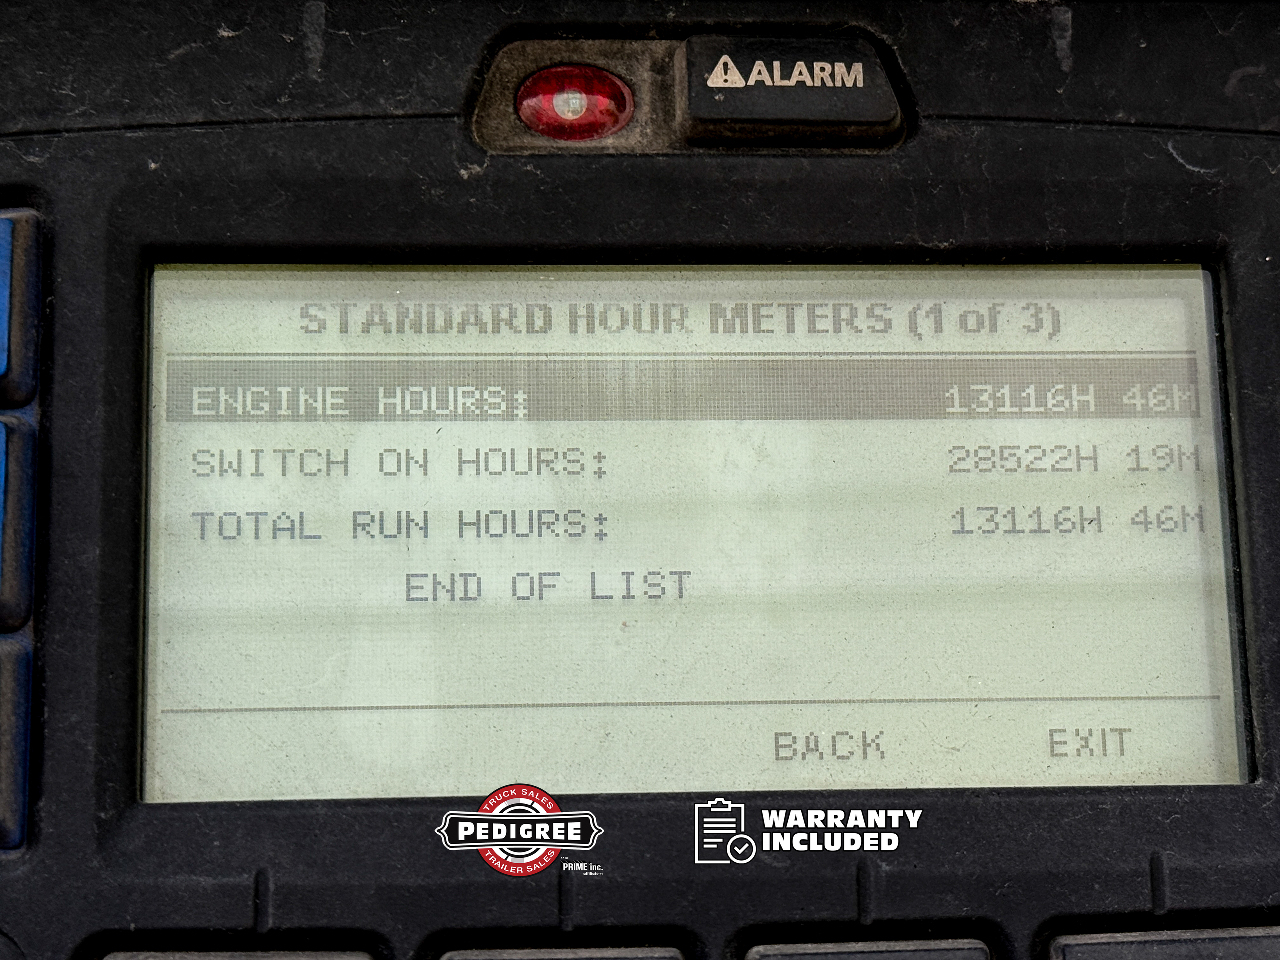 ALARM
STANDARD HOUR METERS (1 of 3)
ENGINE HOURS: 13116H 46M
SWITCH ON HOURS: 28522H 19M
TOTAL RUN HOURS: 13116H 46M
END OF LIST
BACK EXIT
TRUCK SALES
PEDIGREE
TRAILER SALES
PRIME inc.
WARRANTY
INCLUDED